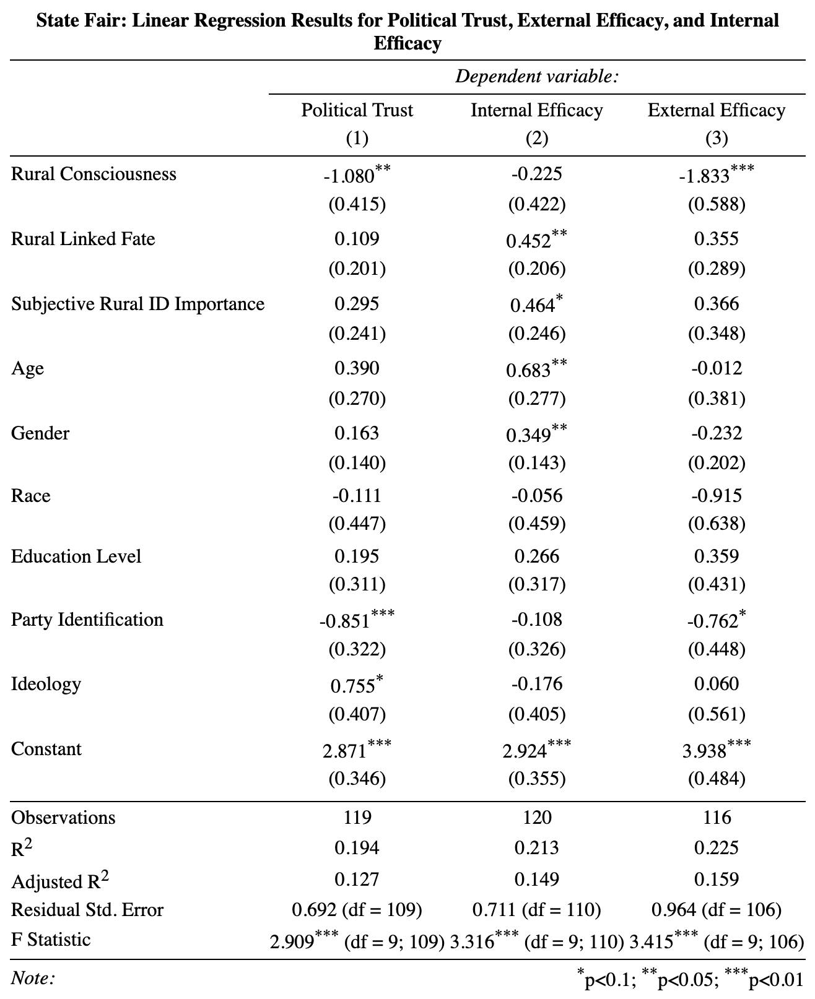 State Fair: Linear Regression Results for Political Trust, External Efficacy, and Internal
Efficacy
Dependent variable:
Political Trust Internal Efficacy External Efficacy
(1) (2) (3)
Rural Consciousness -1.080** -0.225 -1.833***
(0.415) (0.422) (0.588)
Rural Linked Fate 0.109 0.452** 0.355
(0.201) (0.206) (0.289)
Subjective Rural ID Importance 0.295 0.464* 0.366
(0.241) (0.246) (0.348)
Age 0.390 0.683** -0.012
(0.270) (0.277) (0.381)
Gender 0.163 0.349** -0.232
(0.140) (0.143) (0.202)
Race -0.111 -0.056 -0.915
(0.447) (0.459) (0.638)
Education Level 0.195 0.266 0.359
(0.311) (0.317) (0.431)
Party Identification -0.851*** -0.108 -0.762*
(0.322) (0.326) (0.448)
Ideology 0.755* -0.176 0.060
(0.407) (0.405) (0.561)
Constant 2.871*** 2.924*** 3.938***
(0.346) (0.355) (0.484)
Observations 119 120 116
R2 0.194 0.213 0.225
Adjusted R2 0.127 0.149 0.159
Residual Std. Error 0.692 (df = 109) 0.711 (df = 110) 0.964 (df = 106)
F Statistic 2.909*** (df = 9; 109) 3.316*** (df = 9; 110) 3.415*** (df = 9; 106)
Note: *p<0.1; **p<0.05; ***p<0.01